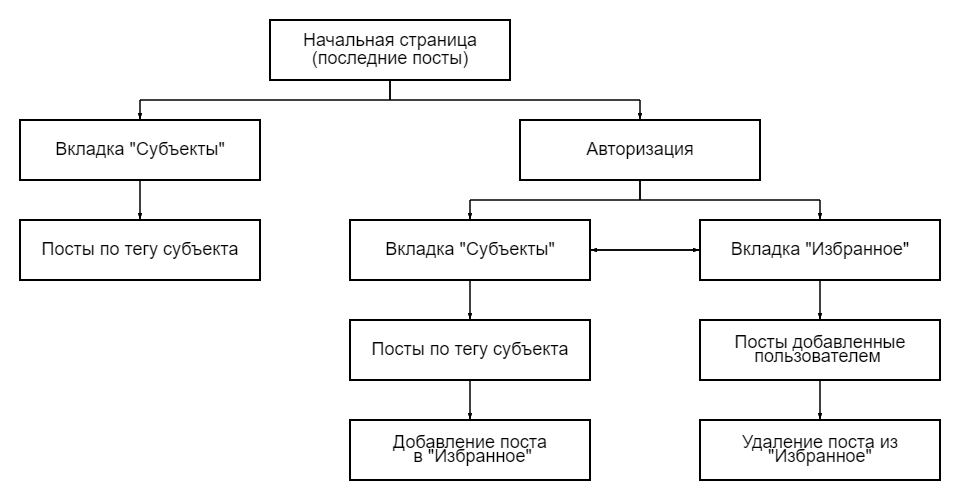 Начальная страница
(последние посты)
Вкладка "Субъекты"
Авторизация
Посты по тегу субъекта
Вкладка "Субъекты"
Вкладка "Избранное"
Посты по тегу субъекта
Посты добавленные
пользователем
Добавление поста
в "Избранное"
Удаление поста из
"Избранное"